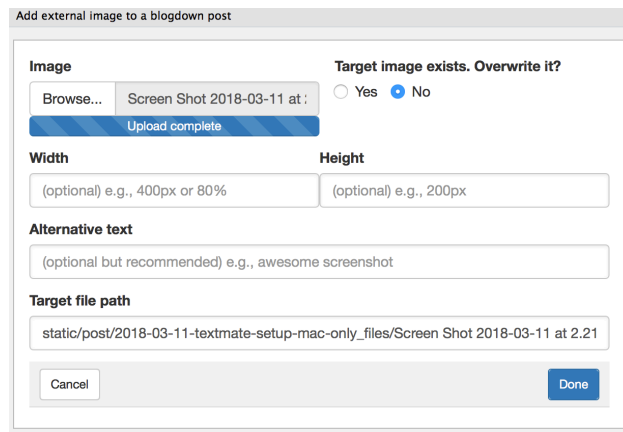 Add external image to a blogdown post
Image
Target image exists. Overwrite it?
Browse... Screen Shot 2018-03-11 at :
Yes No
Upload complete
Width Height
(optional) e.g., 400px or 80% (optional) e.g., 200px
Alternative text
(optional but recommended) e.g., awesome screenshot
Target file path
static/post/2018-03-11-textmate-setup-mac-only_files/Screen Shot 2018-03-11 at 2.21
Cancel Done